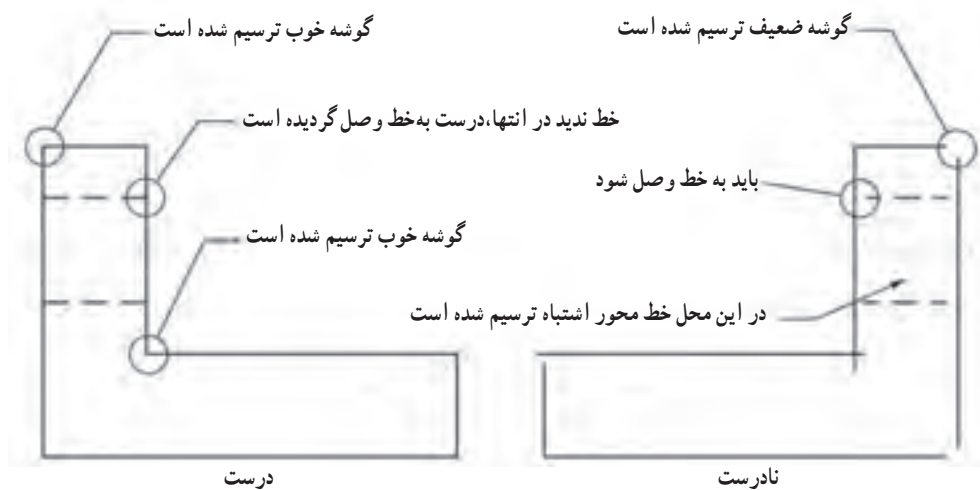 گوشه ضعیف ترسیم شده است
گوشه خوب ترسیم شده است
خط ندید در انتها،درست به‌خط وصل گردیده است
باید به خط وصل شود
گوشه خوب ترسیم شده است
در این محل خط محور اشتباه ترسیم شده است
نادرست
درست